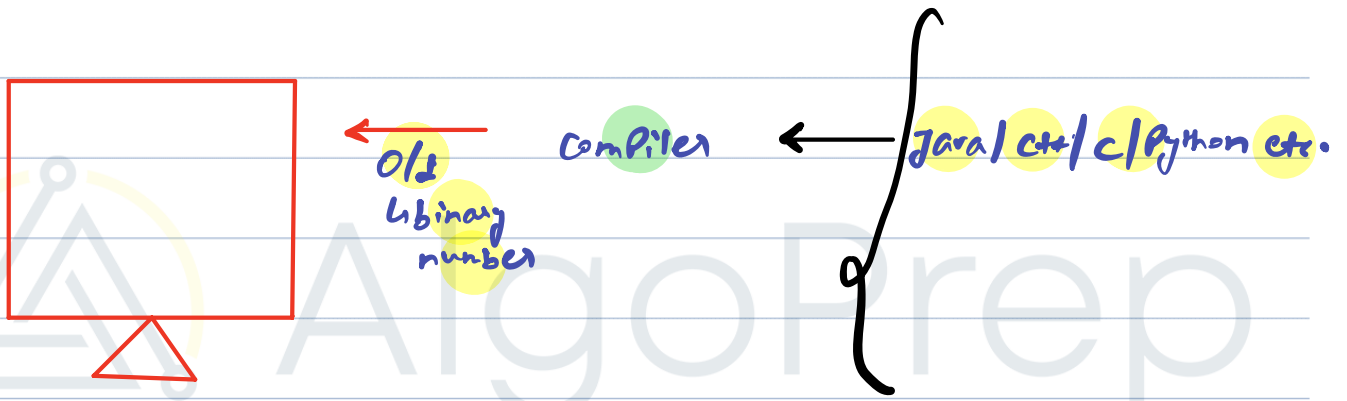 Compiler
Java/C++/C/Python etc.
0/1
↳binary
number
AlgoPrep